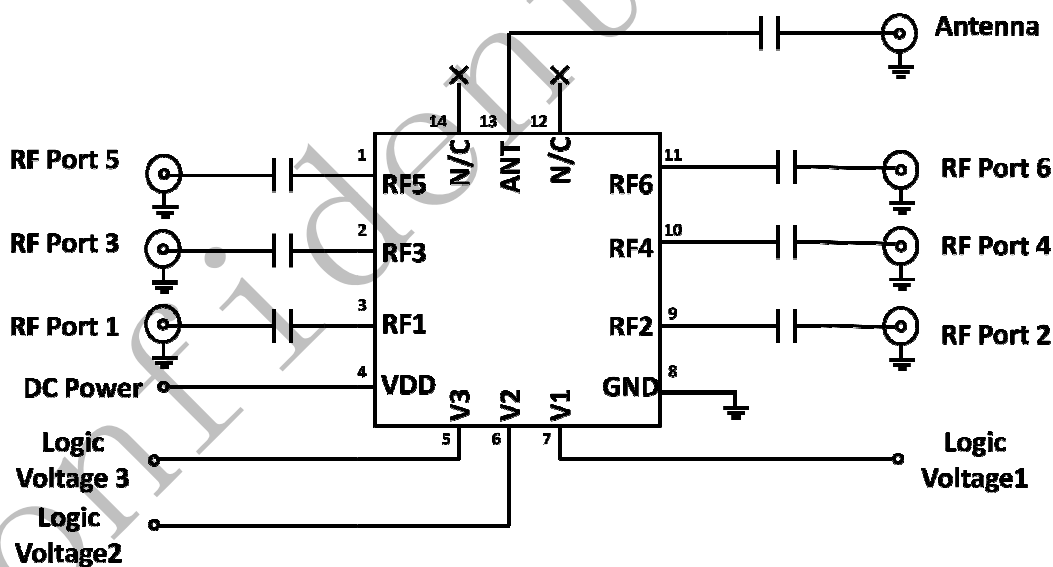 Antenna
14 13 12
N/C ANT N/C
RF Port 5
1
RF5
RF6
11
RF Port 6
RF Port 3
2
RF3
RF4
10
RF Port 4
RF Port 1
3
RF1
RF2
9
RF Port 2
DC Power
4
VDD
GND
8
V3 V2 V1
5 6 7
Logic
Voltage 3
Logic
Voltage1
Logic
Voltage2
onfident